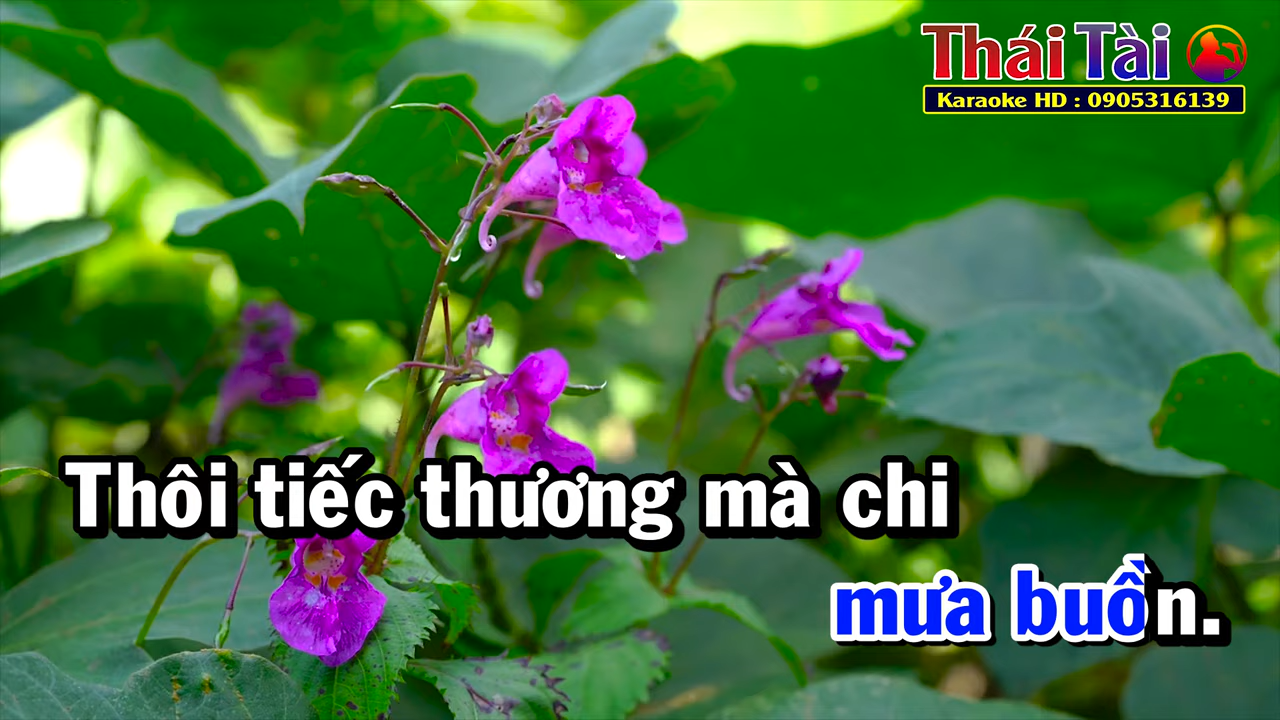 Thái Tài
Karaoke HD : 0905316139
Thôi tiếc thương mà chi
mưa buồn.